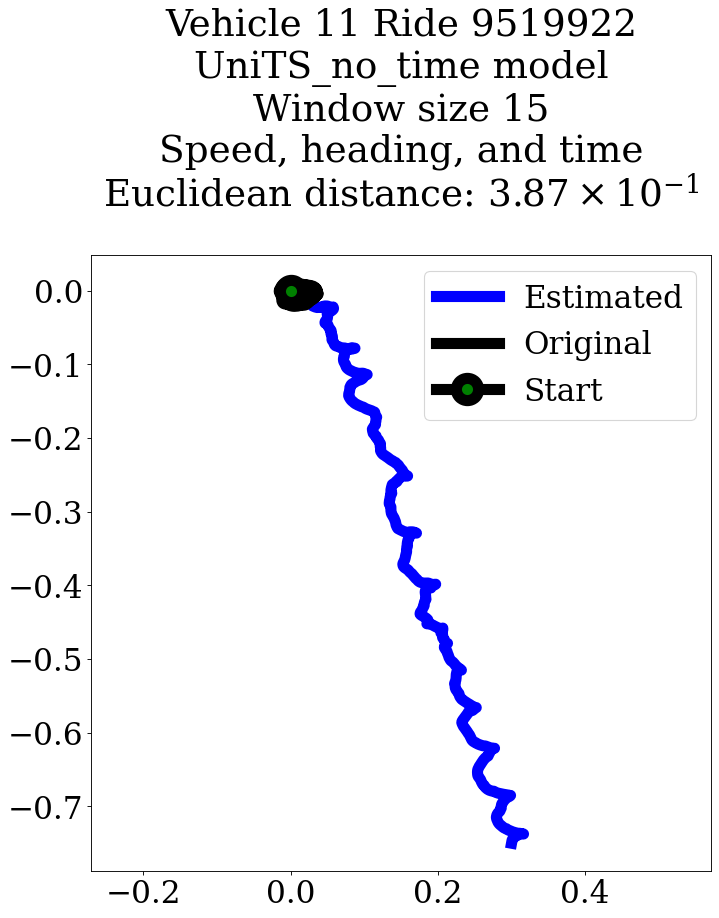 Vehicle 11 Ride 9519922
UniTS_no_time model
Window size 15
Speed, heading, and time
Euclidean distance: 3.87 × 10⁻¹
Estimated
Original
Start
0.0
−0.1
−0.2
−0.3
−0.4
−0.5
−0.6
−0.7
−0.2 0.0 0.2 0.4